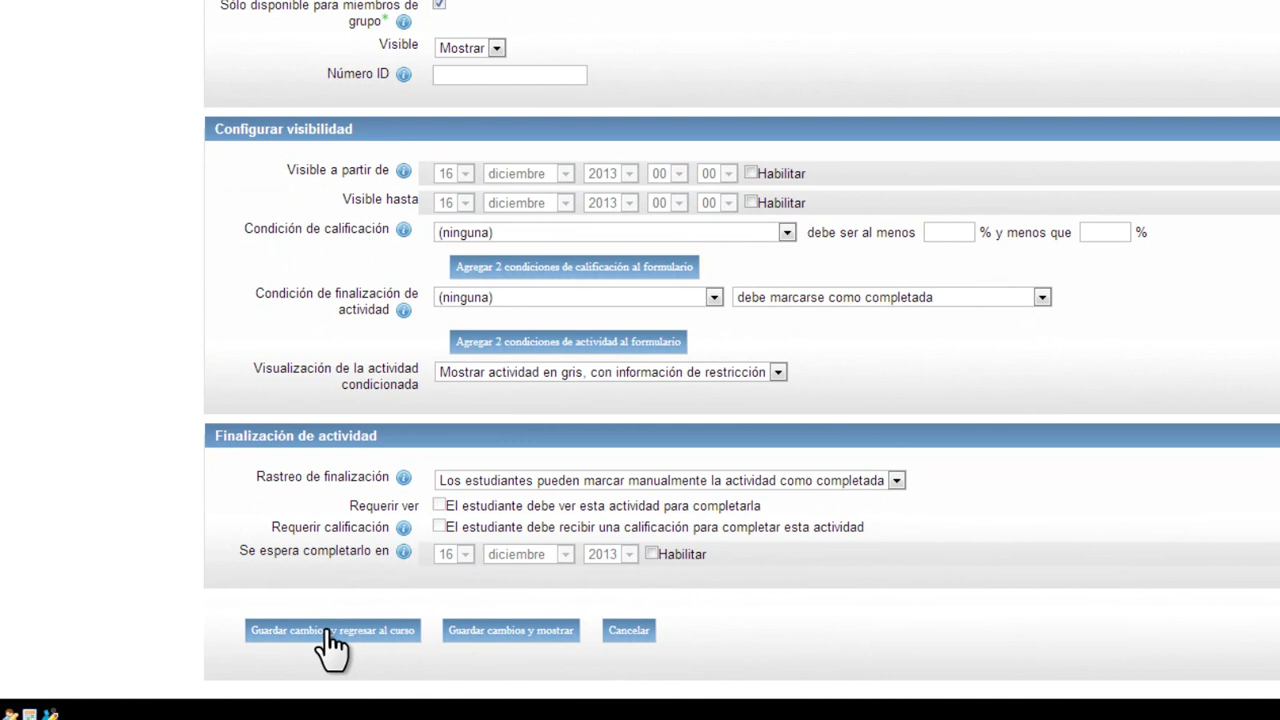 Sólo disponible para miembros de
grupo*
Visible Mostrar
Número ID
Configurar visibilidad
Visible a partir de 16 diciembre 2013 00 00 Habilitar
Visible hasta 16 diciembre 2013 00 00 Habilitar
Condición de calificación (ninguna) debe ser al menos % y menos que %
Agregar 2 condiciones de calificación al formulario
Condición de finalización de
actividad (ninguna) debe marcarse como completada
Agregar 2 condiciones de actividad al formulario
Visualización de la actividad
condicionada Mostrar actividad en gris, con información de restricción
Finalización de actividad
Rastreo de finalización Los estudiantes pueden marcar manualmente la actividad como completada
Requerir ver El estudiante debe ver esta actividad para completarla
Requerir calificación El estudiante debe recibir una calificación para completar esta actividad
Se espera completarlo en 16 diciembre 2013 Habilitar
Guardar cambios y regresar al curso Guardar cambios y mostrar Cancelar